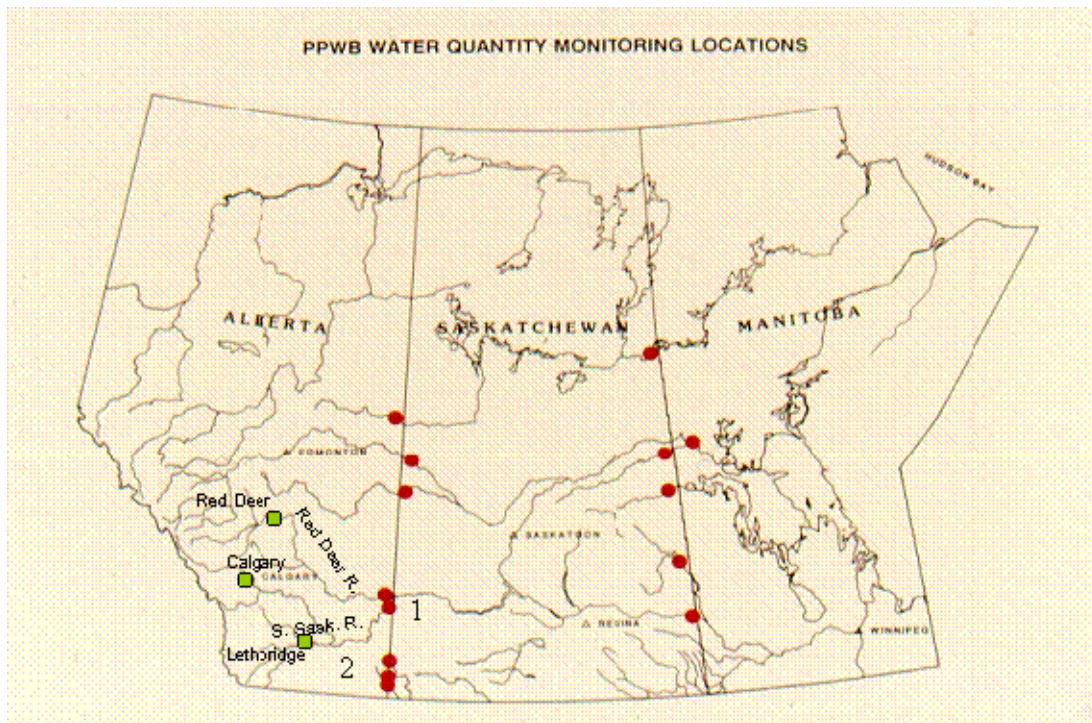 PPWB WATER QUANTITY MONITORING LOCATIONS
HUDSON BAY
ALBERTA
SASKATCHEWAN
MANITOBA
EDMONTON
Red Deer
Red Deer R.
SASKATOON
Calgary
CALGARY
1
S. Sask. R.
REGINA
WINNIPEG
Lethbridge
2